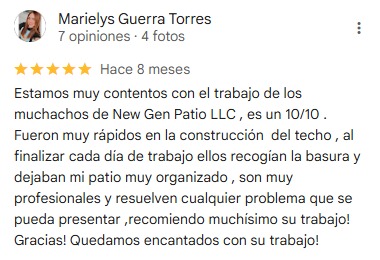 Marielys Guerra Torres
7 opiniones · 4 fotos
Hace 8 meses
Estamos muy contentos con el trabajo de los
muchachos de New Gen Patio LLC , es un 10/10 .
Fueron muy rápidos en la construcción  del techo , al
finalizar cada día de trabajo ellos recogían la basura y
dejaban mi patio muy organizado , son muy
profesionales y resuelven cualquier problema que se
pueda presentar ,recomiendo muchísimo su trabajo!
Gracias! Quedamos encantados con su trabajo!